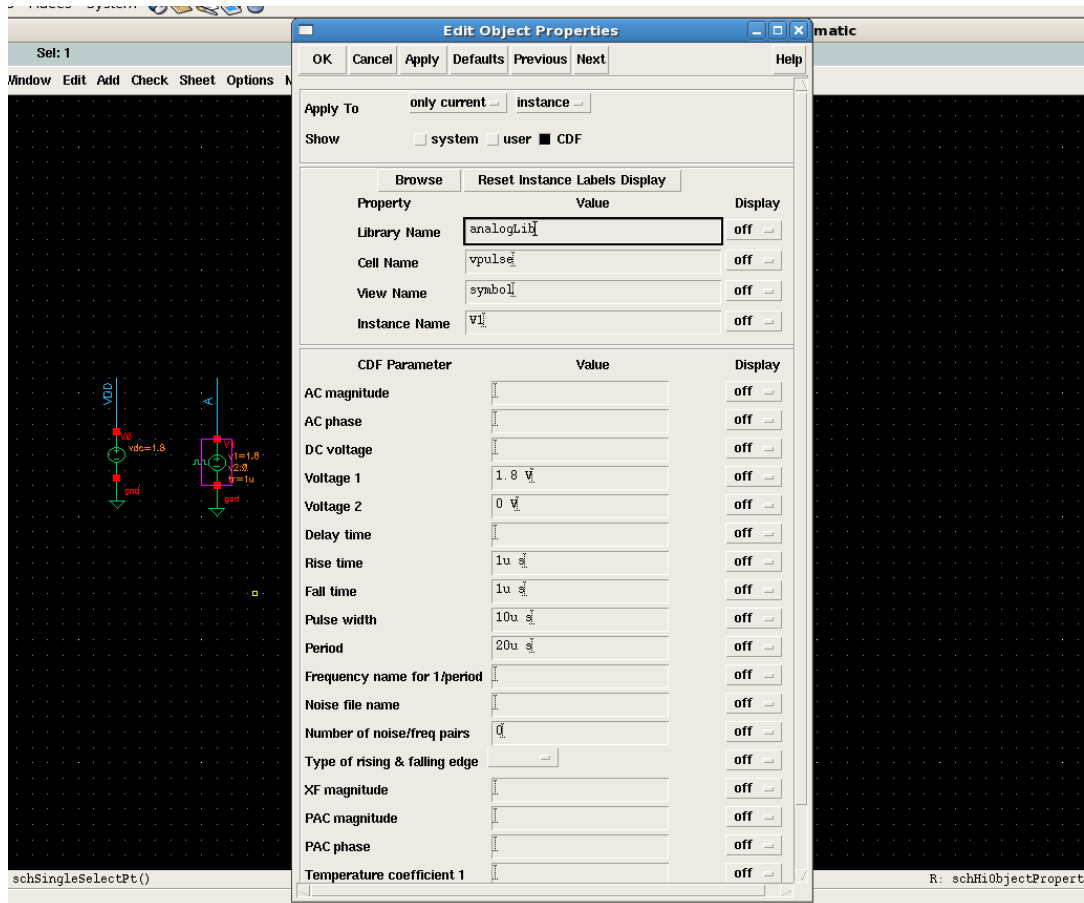 Edit Object Properties
matic
Sel: 1
OK Cancel Apply Defaults Previous Next Help
Window Edit Add Check Sheet Options
Apply To only current instance
Show system user CDF
Browse Reset Instance Labels Display
Property Value Display
Library Name analogLib off
Cell Name vpulse off
View Name symbol off
Instance Name V1 off
CDF Parameter Value Display
AC magnitude off
AC phase off
DC voltage off
Voltage 1 1.8 V off
Voltage 2 0 V off
Delay time off
Rise time 1u s off
Fall time 1u s off
Pulse width 10u s off
Period 20u s off
Frequency name for 1/period off
Noise file name off
Number of noise/freq pairs 0 off
Type of rising & falling edge off
XF magnitude off
PAC magnitude off
PAC phase off
Temperature coefficient 1 off
VDD
A
vdc=1.8
v1=1.8
v2:0
tr=1u
gnd
gnd
schSingleSelectPt()
R: schHiObjectPropert